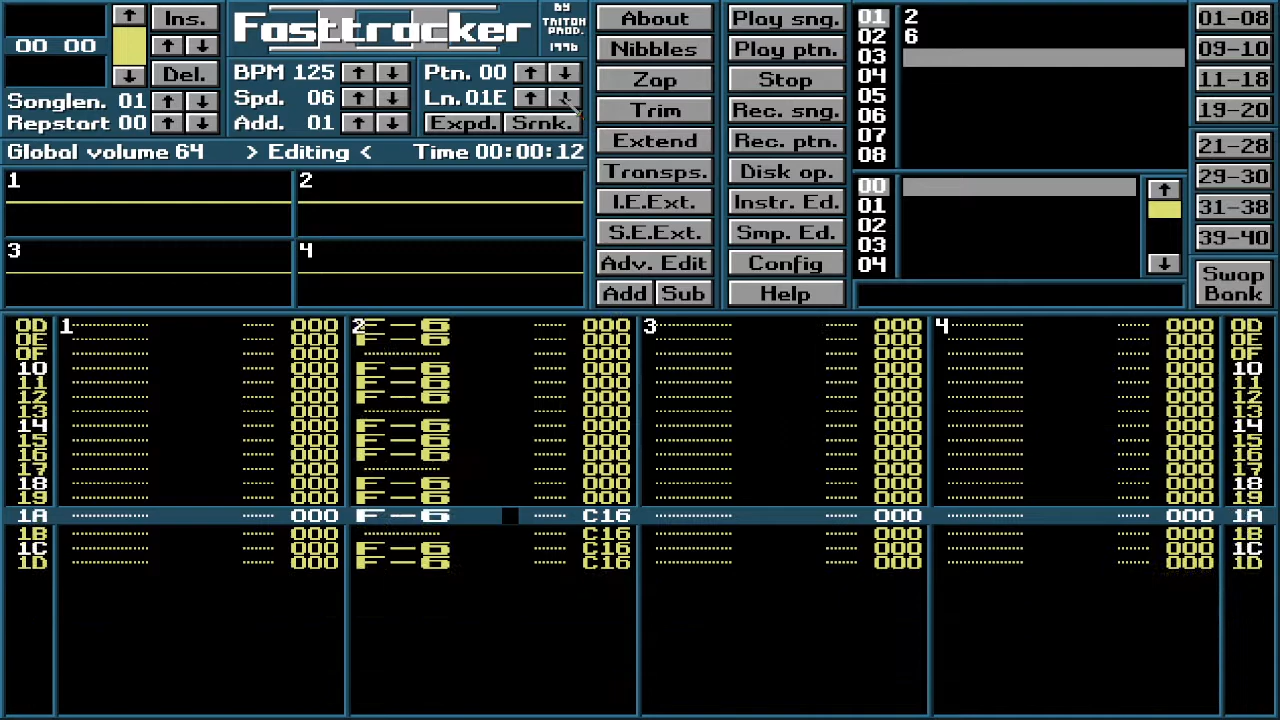 00 00
Ins.
Del.
Songlen. 01
Repstart 00
Fasttracker
BY
TRITON
PROD.
1996
BPM 125
Spd. 06
Add. 01
Ptn. 00
Ln. 01E
Expd. Srnk.
Global volume 64 > Editing < Time 00:00:12
1 2
3 4
About
Nibbles
Zap
Trim
Extend
Transps.
I.E.Ext.
S.E.Ext.
Adv. Edit
Add Sub
Play sng.
Play ptn.
Stop
Rec. sng.
Rec. ptn.
Disk op.
Instr. Ed.
Smp. Ed.
Config
Help
01 2
02 6
03
04
05
06
07
08
00
01
02
03
04
01-08
09-10
11-18
19-20
21-28
29-30
31-38
39-40
Swap
Bank
0D 1 000 2 F-6 000 3 000 4 000 0D
0E 000 F-6 000 000 000 0E
0F 000 000 000 000 0F
10 000 F-6 000 000 000 10
11 000 F-6 000 000 000 11
12 000 F-6 000 000 000 12
13 000 000 000 000 13
14 000 F-6 000 000 000 14
15 000 F-6 000 000 000 15
16 000 F-6 000 000 000 16
17 000 000 000 000 17
18 000 F-6 000 000 000 18
19 000 F-6 000 000 000 19
1A 000 F-6 C16 000 000 1A
1B 000 C16 000 000 1B
1C 000 F-6 C16 000 000 1C
1D 000 F-6 C16 000 000 1D